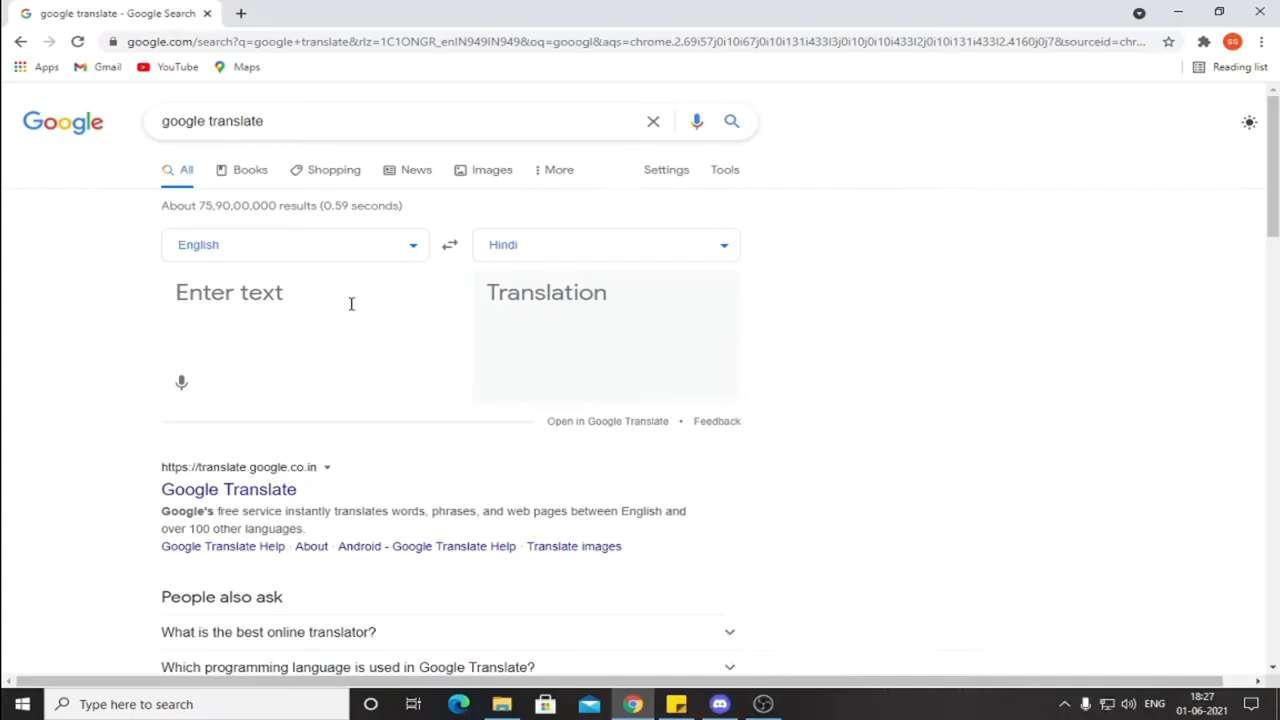 google translate - Google Search
google.com/search?q=google+translate&rlz=1C1ONGR_enIN949IN949&oq=gooogl&aqs=chrome.2.69i57j0i10i67j0i10i131i433l3j0i10j0i10i433l2j0i10i131i433l2.4160j0j7&sourceid=chr...
Apps Gmail YouTube Maps Reading list
Google google translate
All Books Shopping News Images More Settings Tools
About 75,90,00,000 results (0.59 seconds)
English Hindi
Enter text Translation
Open in Google Translate • Feedback
https://translate.google.co.in
Google Translate
Google's free service instantly translates words, phrases, and web pages between English and
over 100 other languages.
Google Translate Help · About · Android - Google Translate Help · Translate images
People also ask
What is the best online translator?
Which programming language is used in Google Translate?
Type here to search
ENG
18:27
01-06-2021